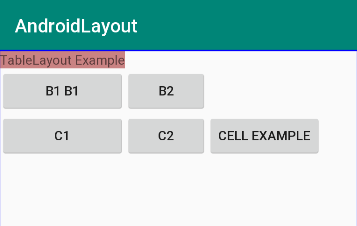 AndroidLayout
TableLayout Example
B1 B1 B2
C1 C2 CELL EXAMPLE